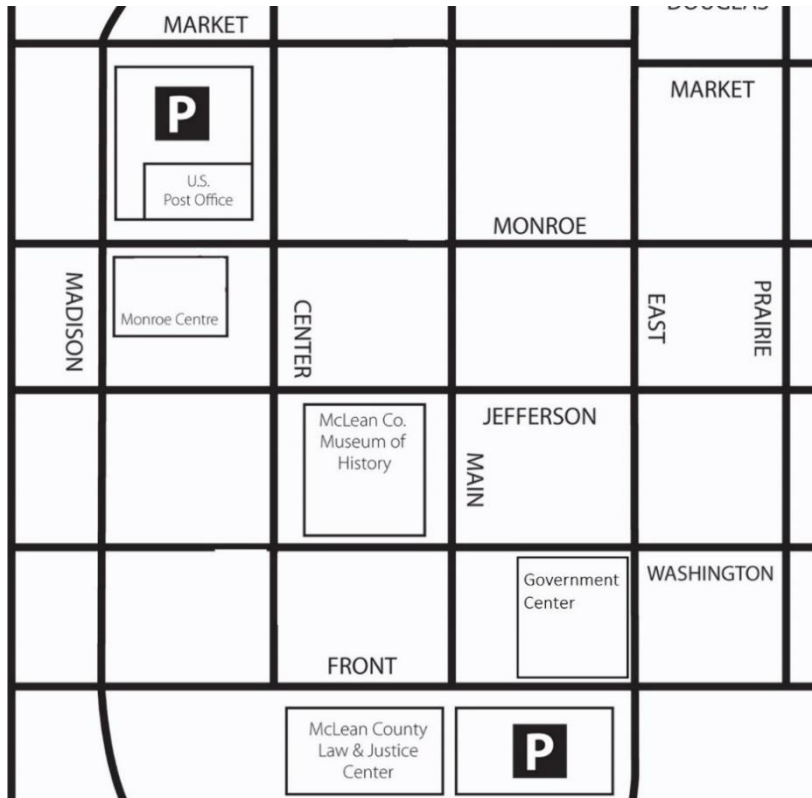 DOUGLAS
MARKET
MARKET
P
U.S.
Post Office
MONROE
MADISON
Monroe Centre
CENTER
EAST
PRAIRIE
McLean Co.
Museum of
History
JEFFERSON
MAIN
Government
Center
WASHINGTON
FRONT
McLean County
Law & Justice
Center
P